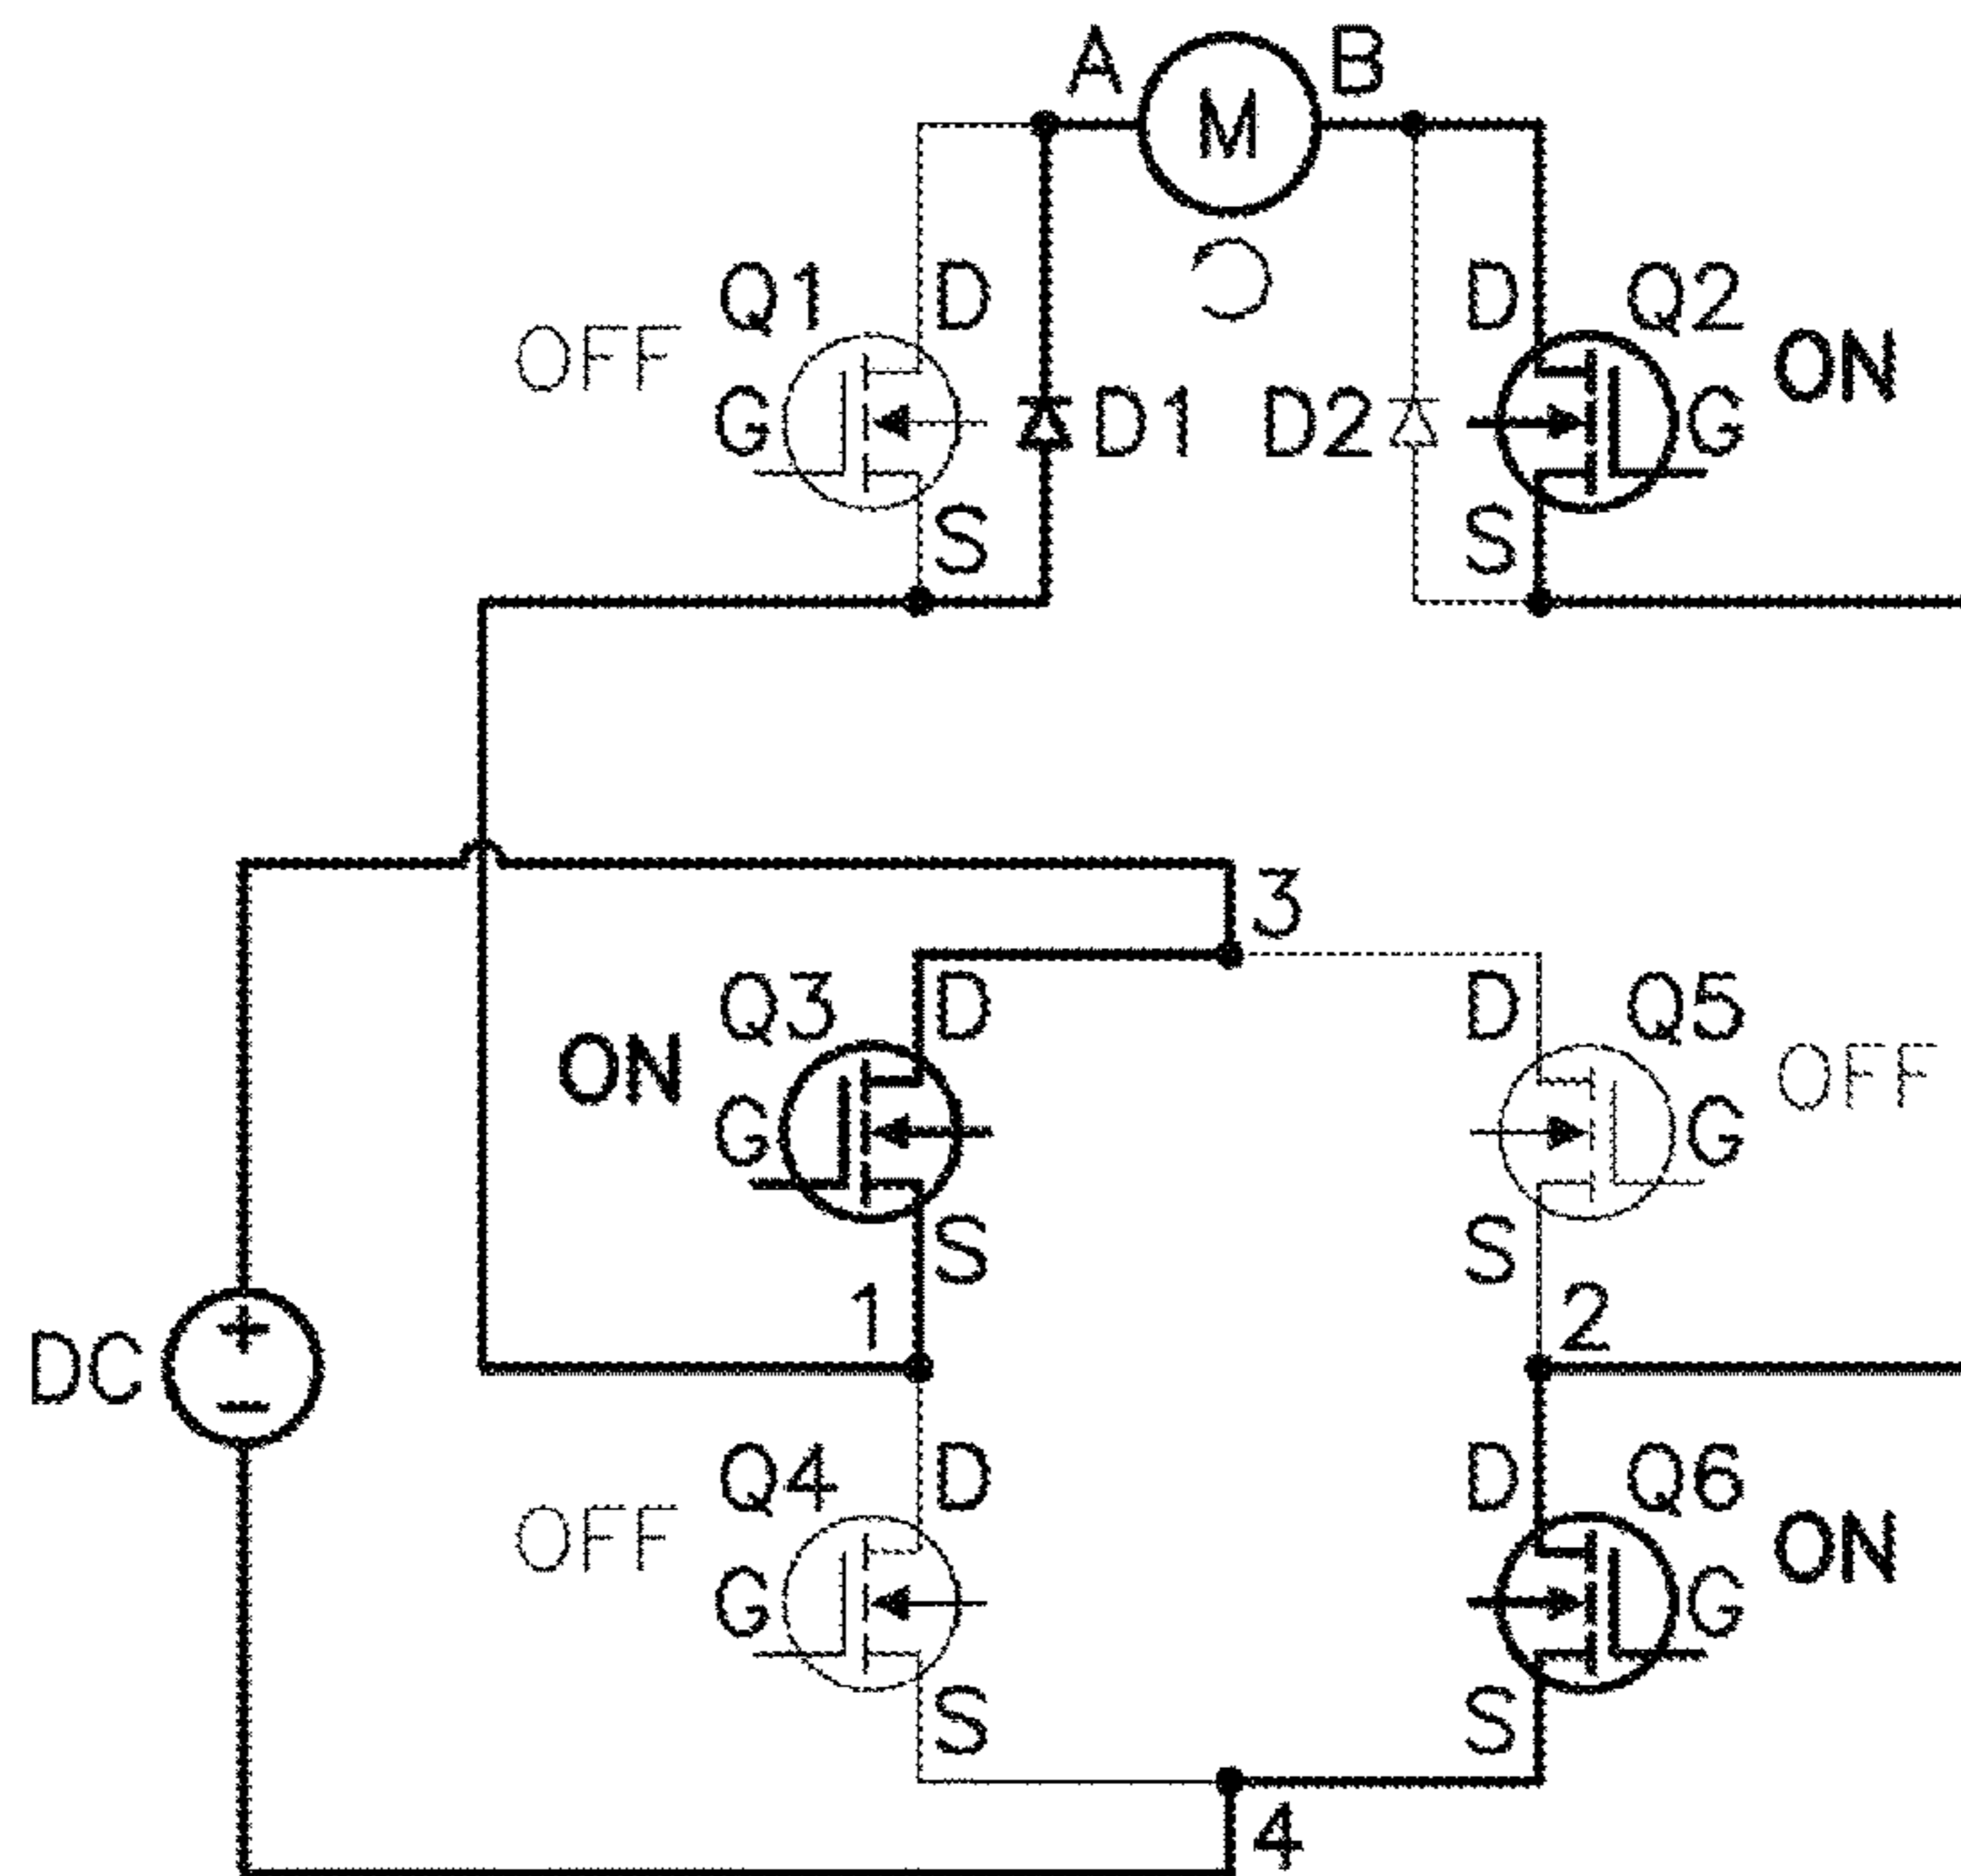 A M B
Q1 D D Q2
OFF ON
G D1 D2 G
S S
3
Q3 D D Q5
ON OFF
G G
S S
1 2
DC + −
Q4 D D Q6
OFF ON
G G
S S
4